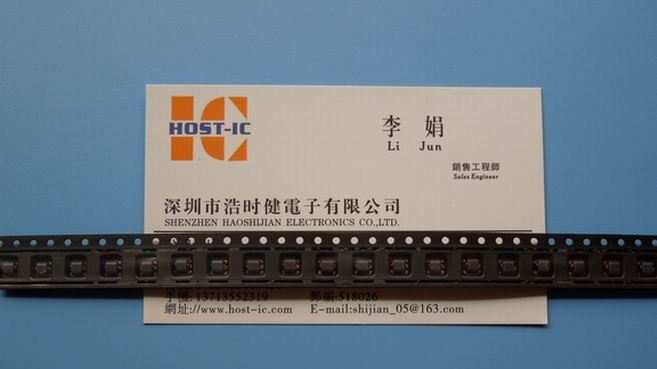 HOST-IC
李 娟
Li Jun
銷售工程師
Sales Engineer
深圳市浩时健電子有限公司
SHENZHEN HAOSHIJIAN ELECTRONICS CO.,LTD.
手機:13713552319 郵編:518026
網址://www.host-ic.com E-mail:shijian_05@163.com